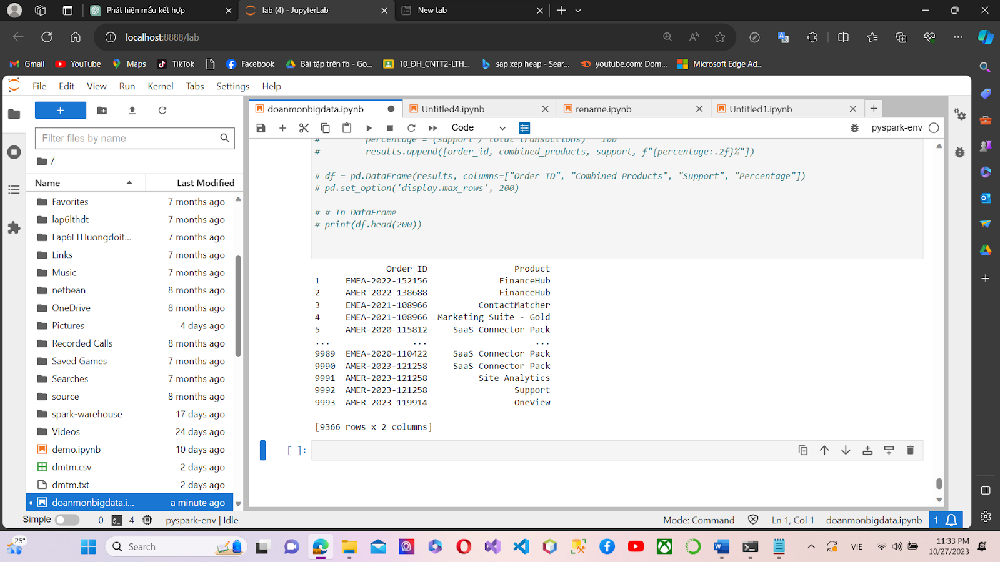 Phát hiện mẫu kết hợp
lab (4) - JupyterLab
New tab
localhost:8888/lab
Gmail
YouTube
Maps
TikTok
Facebook
Bài tập trên fb - Go...
10_ĐH_CNTT2-LTH...
sap xep heap - Sear...
youtube.com: Dom...
Microsoft Edge Ad...
File Edit View Run Kernel Tabs Settings Help
doanmonbigdata.ipynb
Untitled4.ipynb
rename.ipynb
Untitled1.ipynb
Code
pyspark-env
Filter files by name
/
Name Last Modified
Favorites 7 months ago
lap6lthdt 7 months ago
Lap6LTHuongdoit... 7 months ago
Links 7 months ago
Music 7 months ago
netbean 8 months ago
OneDrive 8 months ago
Pictures 4 days ago
Recorded Calls 8 months ago
Saved Games 7 months ago
Searches 7 months ago
source 8 months ago
spark-warehouse 17 days ago
Videos 24 days ago
demo.ipynb 10 days ago
dmtm.csv 2 days ago
dmtm.txt 2 days ago
doanmonbigdata.i... a minute ago
# percentage = (support / total_transactions) * 100
# results.append([order_id, combined_products, support, f"{percentage:.2f}%"])
# df = pd.DataFrame(results, columns=["Order ID", "Combined Products", "Support", "Percentage"])
# pd.set_option('display.max_rows', 200)
# # In DataFrame
# print(df.head(200))
Order ID Product
1 EMEA-2022-152156 FinanceHub
2 AMER-2022-138688 FinanceHub
3 EMEA-2021-108966 ContactMatcher
4 EMEA-2021-108966 Marketing Suite - Gold
5 AMER-2020-115812 SaaS Connector Pack
... ... ...
9989 EMEA-2020-110422 SaaS Connector Pack
9990 AMER-2023-121258 SaaS Connector Pack
9991 AMER-2023-121258 Site Analytics
9992 AMER-2023-121258 Support
9993 AMER-2023-119914 OneView
[9366 rows x 2 columns]
[ ]:
Simple 0 4 pyspark-env | Idle
Mode: Command Ln 1, Col 1 doanmonbigdata.ipynb 1
25°
Search
VIE
11:33 PM
10/27/2023